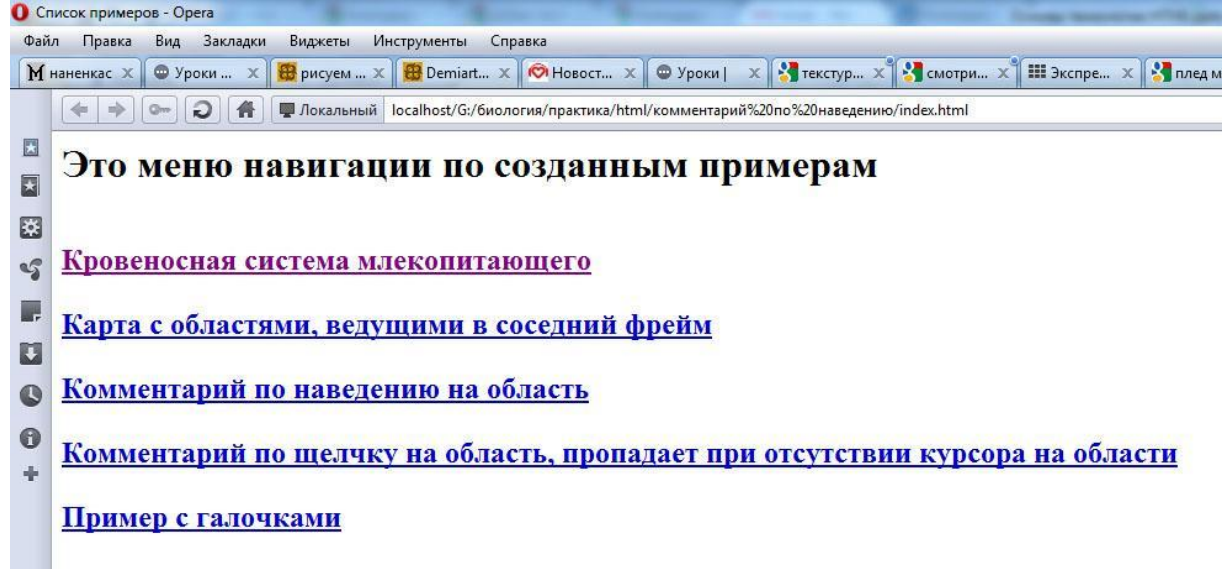 Список примеров - Opera
Файл Правка Вид Закладки Виджеты Инструменты Справка
наненкас Уроки ... рисуем ... Demiart... Новост... Уроки | текстур... смотри... Экспре... плед м
Локальный localhost/G:/биология/практика/html/комментарий%20по%20наведению/index.html
Это меню навигации по созданным примерам
Кровеносная система млекопитающего
Карта с областями, ведущими в соседний фрейм
Комментарий по наведению на область
Комментарий по щелчку на область, пропадает при отсутствии курсора на области
Пример с галочками